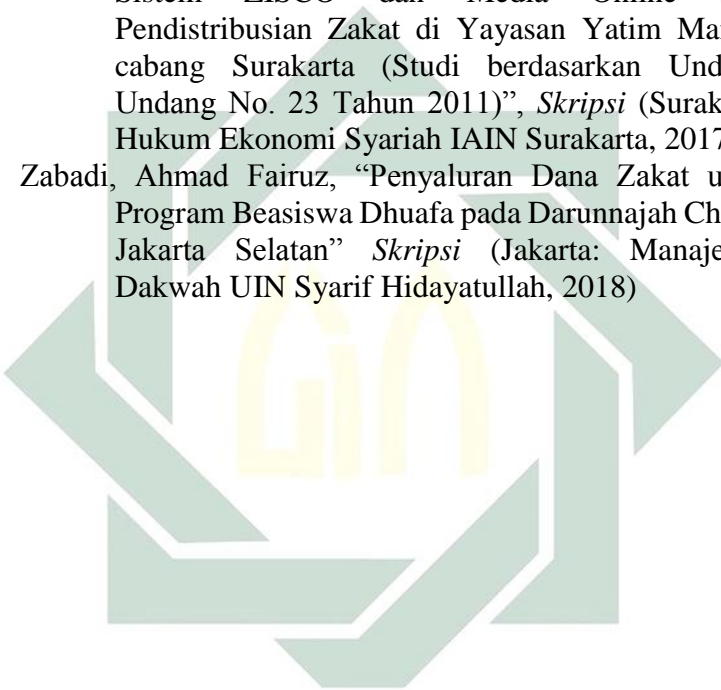 Sistem ZISCO dan Media Online
Pendistribusian Zakat di Yayasan Yatim Ma
cabang Surakarta (Studi berdasarkan Und
Undang No. 23 Tahun 2011)”, Skripsi (Surak
Hukum Ekonomi Syariah IAIN Surakarta, 2017
Zabadi, Ahmad Fairuz, “Penyaluran Dana Zakat u
Program Beasiswa Dhuafa pada Darunnajah Ch
Jakarta Selatan” Skripsi (Jakarta: Manaje
Dakwah UIN Syarif Hidayatullah, 2018)